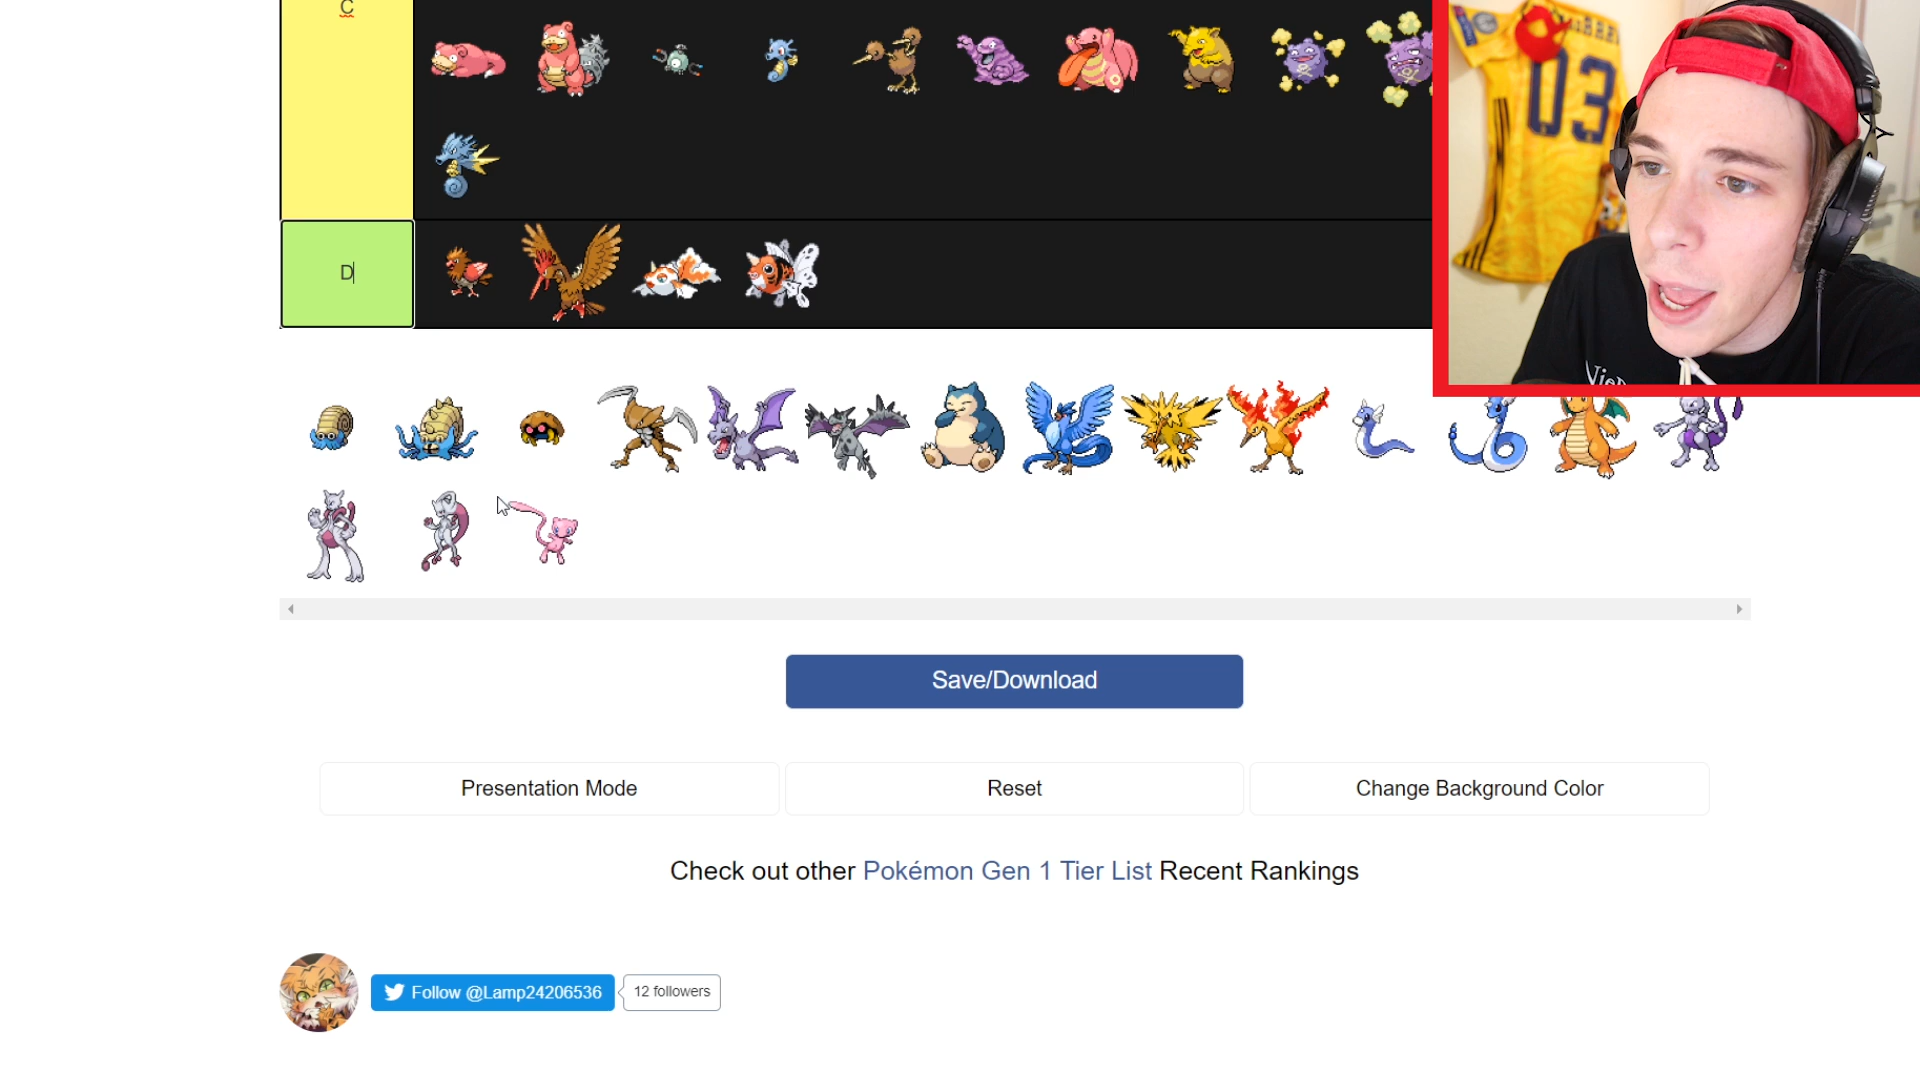 C
03
D
Save/Download
Presentation Mode
Reset
Change Background Color
Check out other Pokémon Gen 1 Tier List Recent Rankings
Follow @Lamp24206536
12 followers